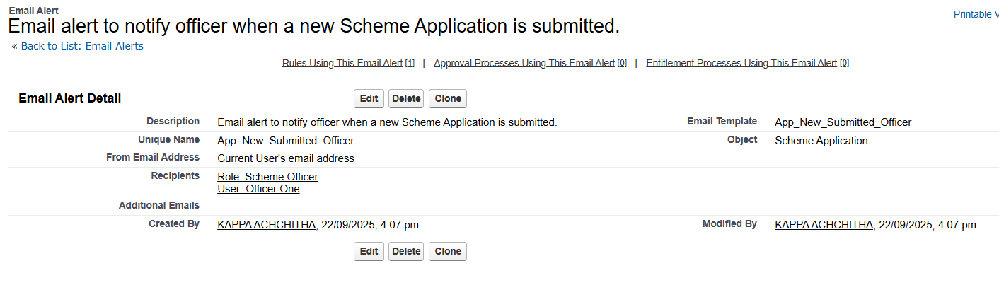 Email Alert
Printable V
Email alert to notify officer when a new Scheme Application is submitted.
« Back to List: Email Alerts
Rules Using This Email Alert [1] | Approval Processes Using This Email Alert [0] | Entitlement Processes Using This Email Alert [0]
Email Alert Detail Edit Delete Clone
Description Email alert to notify officer when a new Scheme Application is submitted. Email Template App_New_Submitted_Officer
Unique Name App_New_Submitted_Officer Object Scheme Application
From Email Address Current User's email address
Recipients Role: Scheme Officer
User: Officer One
Additional Emails
Created By KAPPA ACHCHITHA, 22/09/2025, 4:07 pm Modified By KAPPA ACHCHITHA, 22/09/2025, 4:07 pm
Edit Delete Clone